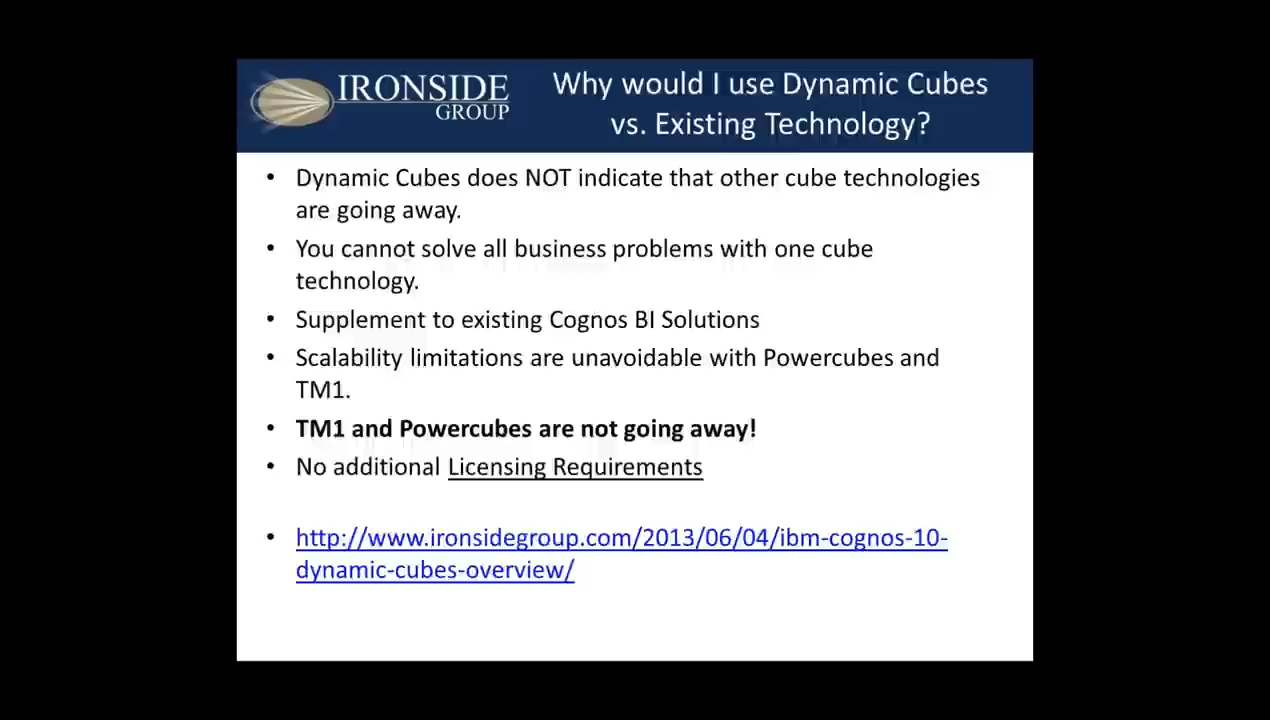 IRONSIDE
GROUP
Why would I use Dynamic Cubes
vs. Existing Technology?
• Dynamic Cubes does NOT indicate that other cube technologies
are going away.
• You cannot solve all business problems with one cube
technology.
• Supplement to existing Cognos BI Solutions
• Scalability limitations are unavoidable with Powercubes and
TM1.
• TM1 and Powercubes are not going away!
• No additional Licensing Requirements
• http://www.ironsidegroup.com/2013/06/04/ibm-cognos-10-
dynamic-cubes-overview/